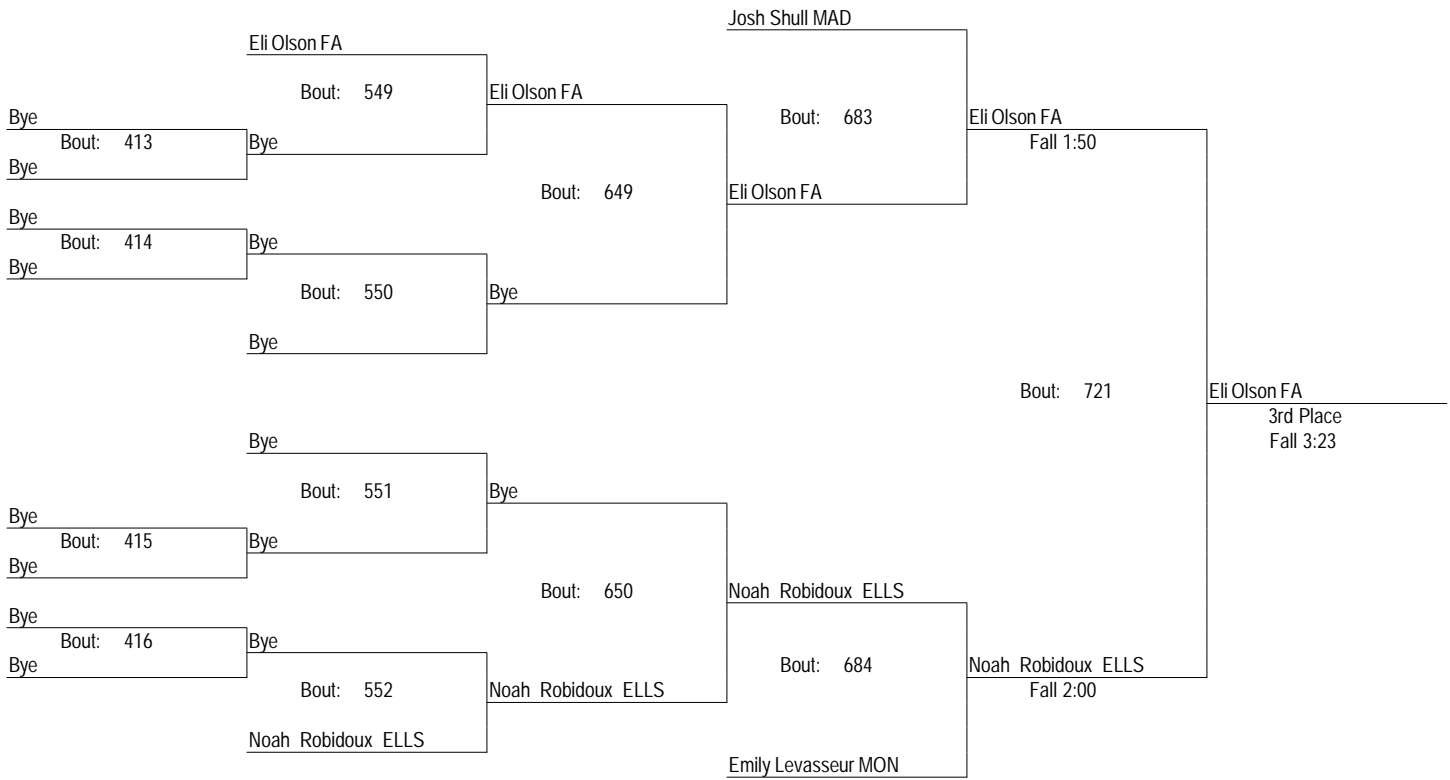 Josh Shull MAD
Eli Olson FA
Bout: 549
Eli Olson FA
Bye
Bout: 683
Eli Olson FA
Bout: 413
Bye
Fall 1:50
Bye
Bout: 649
Eli Olson FA
Bye
Bout: 414
Bye
Bye
Bout: 550
Bye
Bye
Bout: 721
Eli Olson FA
3rd Place
Fall 3:23
Bye
Bout: 551
Bye
Bye
Bout: 415
Bye
Bye
Bout: 650
Noah Robidoux ELLS
Bye
Bout: 416
Bye
Bye
Bout: 684
Noah Robidoux ELLS
Bout: 552
Noah Robidoux ELLS
Fall 2:00
Noah Robidoux ELLS
Emily Levasseur MON